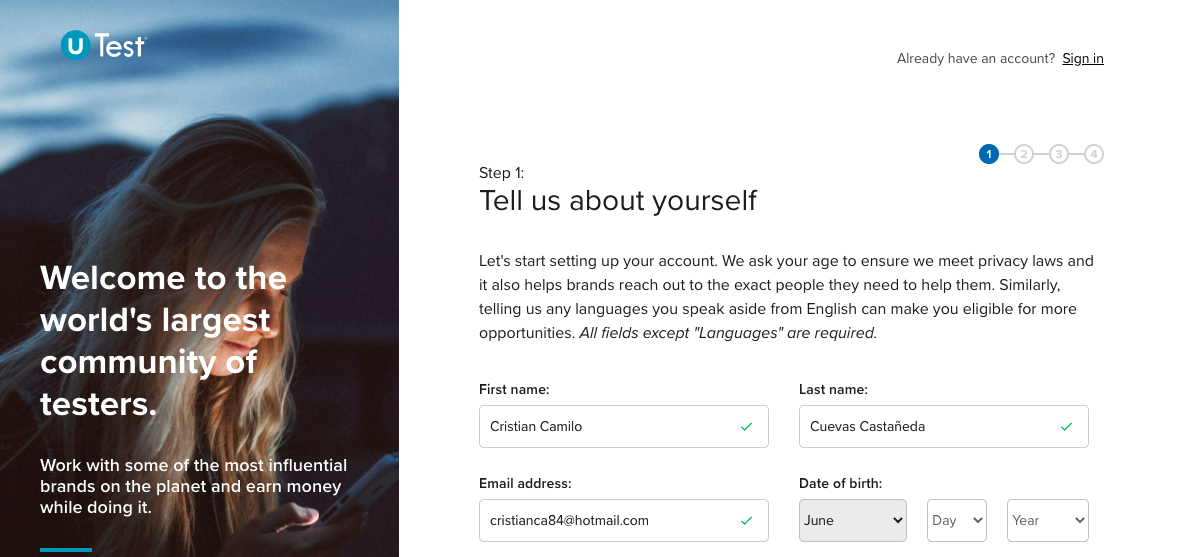 U Test
Already have an account? Sign in
1 2 3 4
Step 1:
Tell us about yourself
Let's start setting up your account. We ask your age to ensure we meet privacy laws and
it also helps brands reach out to the exact people they need to help them. Similarly,
telling us any languages you speak aside from English can make you eligible for more
opportunities. All fields except "Languages" are required.
First name:
Last name:
Cristian Camilo
Cuevas Castañeda
Email address:
Date of birth:
cristianca84@hotmail.com
June
Day
Year
Welcome to the
world's largest
community of
testers.
Work with some of the most influential
brands on the planet and earn money
while doing it.